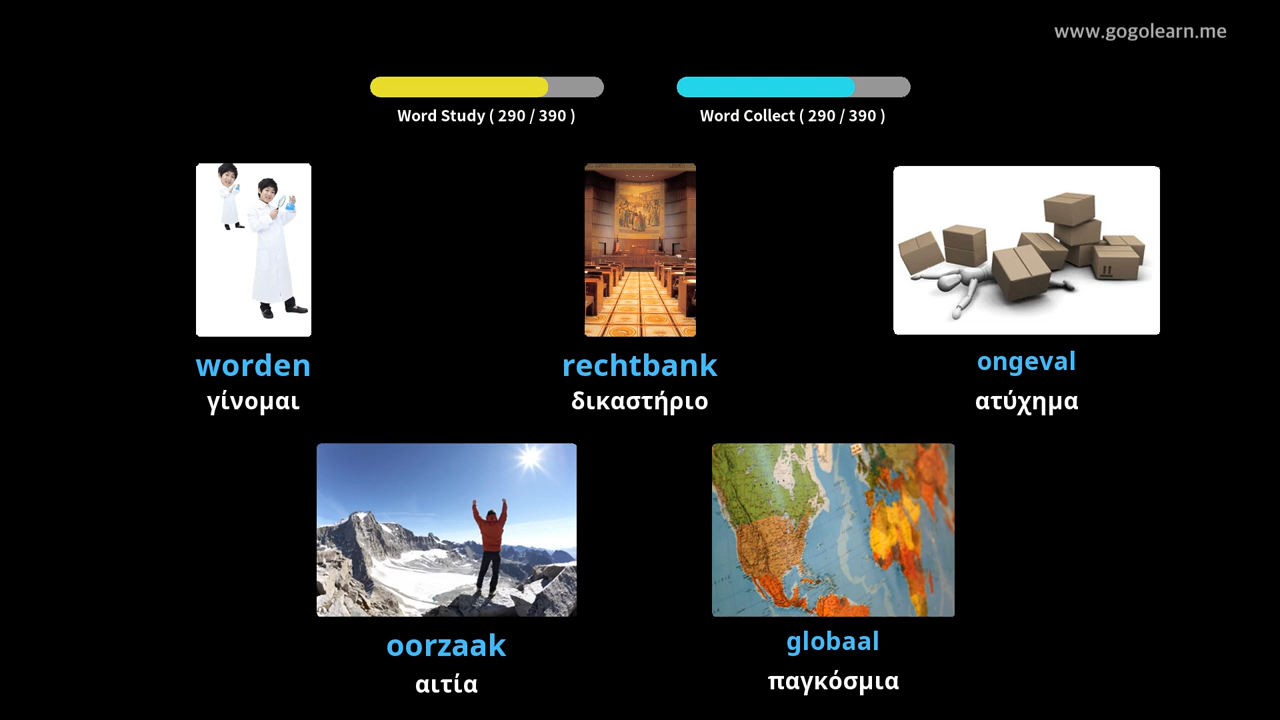 www.gogolearn.me
Word Study ( 290 / 390 )
Word Collect ( 290 / 390 )
worden
γίνομαι
rechtbank
δικαστήριο
ongeval
ατύχημα
oorzaak
αιτία
globaal
παγκόσμια